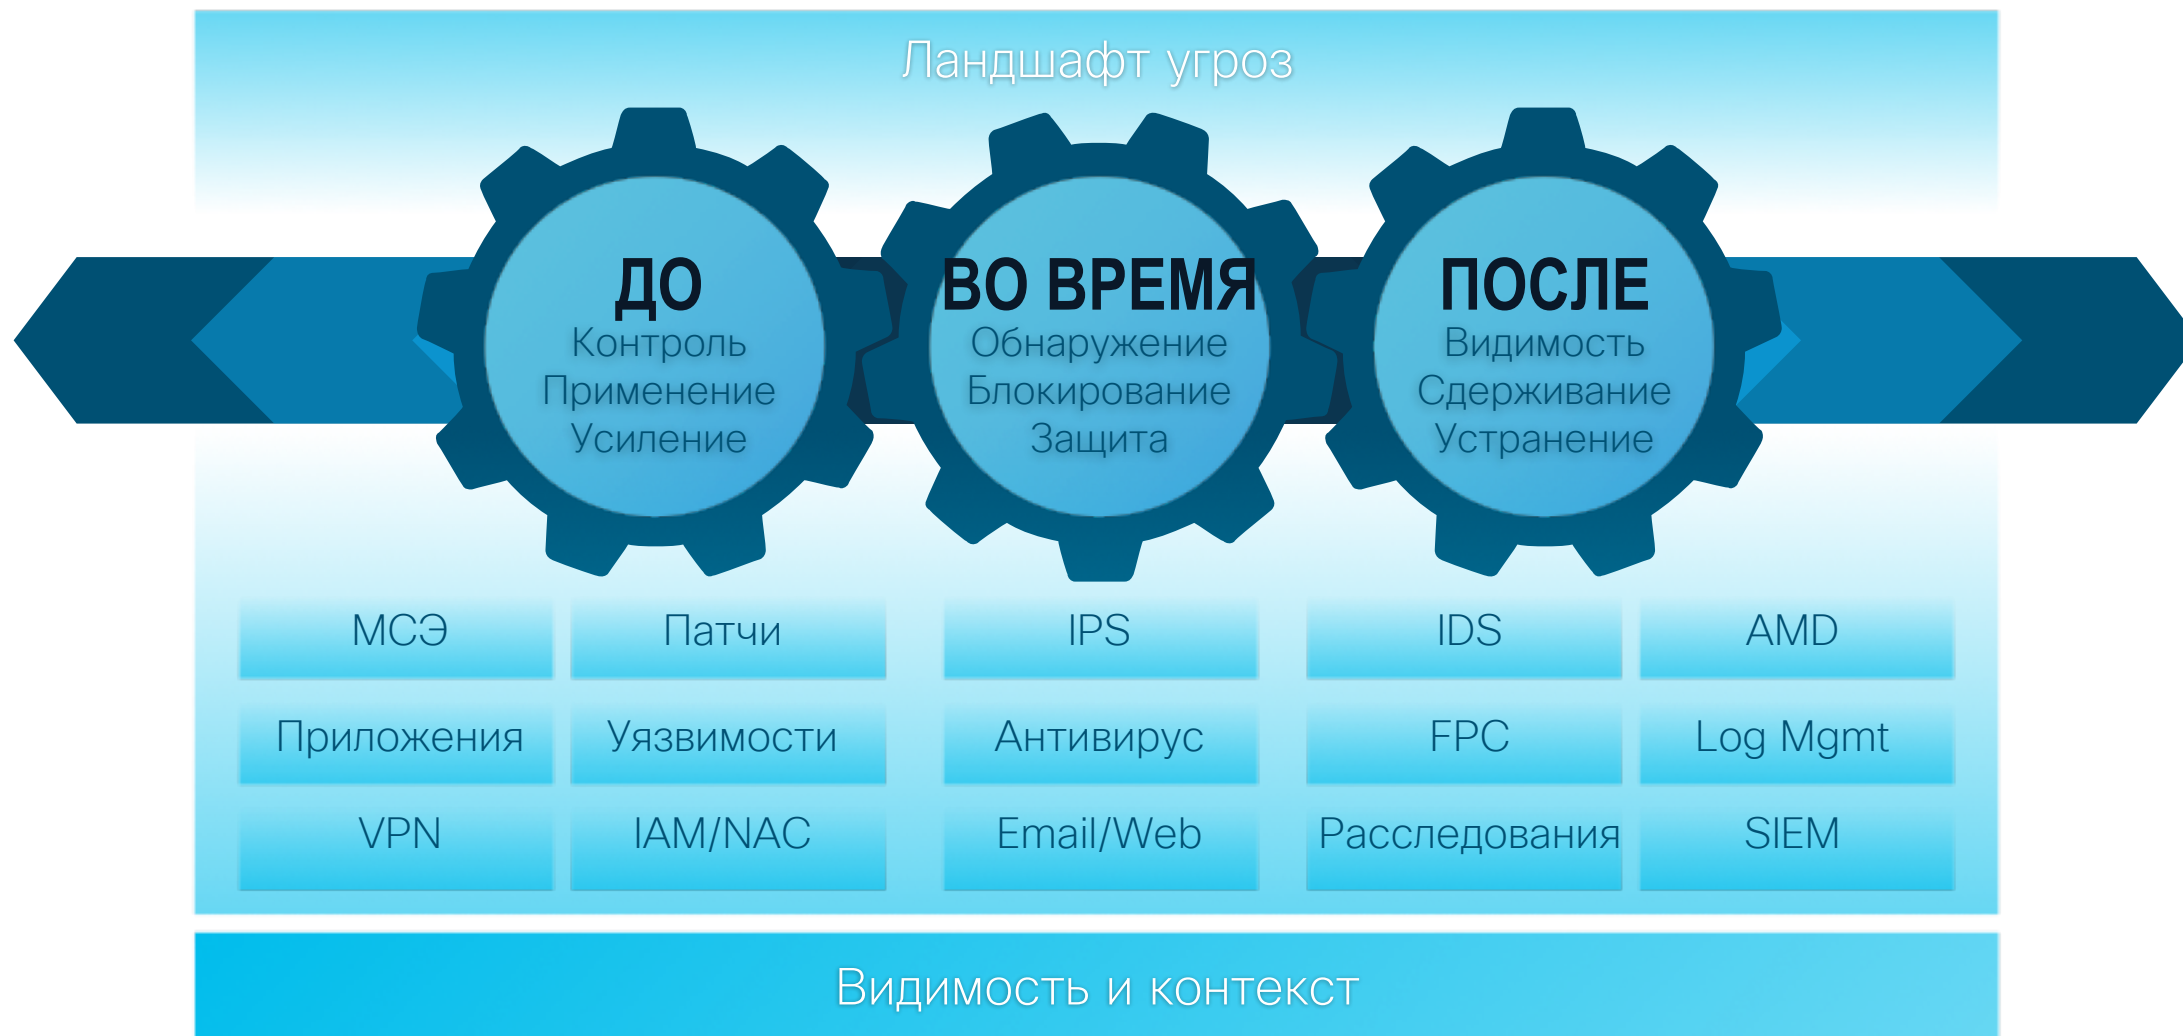 Ландшафт угроз
ДО
Контроль
Применение
Усиление
ВО ВРЕМЯ
Обнаружение
Блокирование
Защита
ПОСЛЕ
Видимость
Сдерживание
Устранение
МСЭ
Патчи
IPS
IDS
AMD
Приложения
Уязвимости
Антивирус
FPC
Log Mgmt
VPN
IAM/NAC
Email/Web
Расследования
SIEM
Видимость и контекст